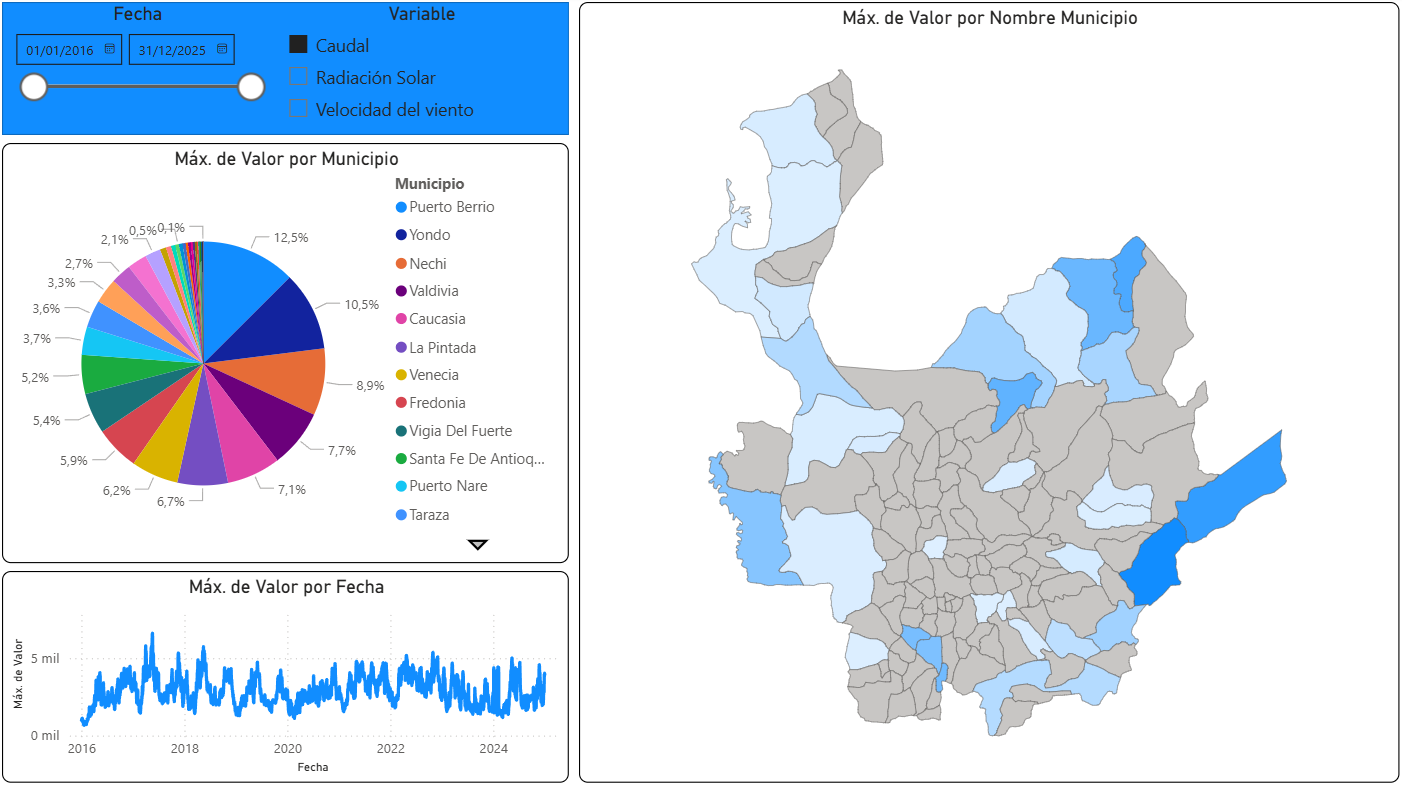 Fecha
Variable
01/01/2016
31/12/2025
Caudal
Radiación Solar
Velocidad del viento
Máx. de Valor por Municipio
Municipio
Puerto Berrio
Yondo
Nechi
Valdivia
Caucasia
La Pintada
Venecia
Fredonia
Vigia Del Fuerte
Santa Fe De Antioq...
Puerto Nare
Taraza
12,5%
10,5%
8,9%
7,7%
7,1%
6,7%
6,2%
5,9%
5,4%
5,2%
3,7%
3,6%
3,3%
2,7%
2,1%
0,5%
0,1%
Máx. de Valor por Fecha
Máx. de Valor
5 mil
0 mil
2016
2018
2020
2022
2024
Fecha
Máx. de Valor por Nombre Municipio